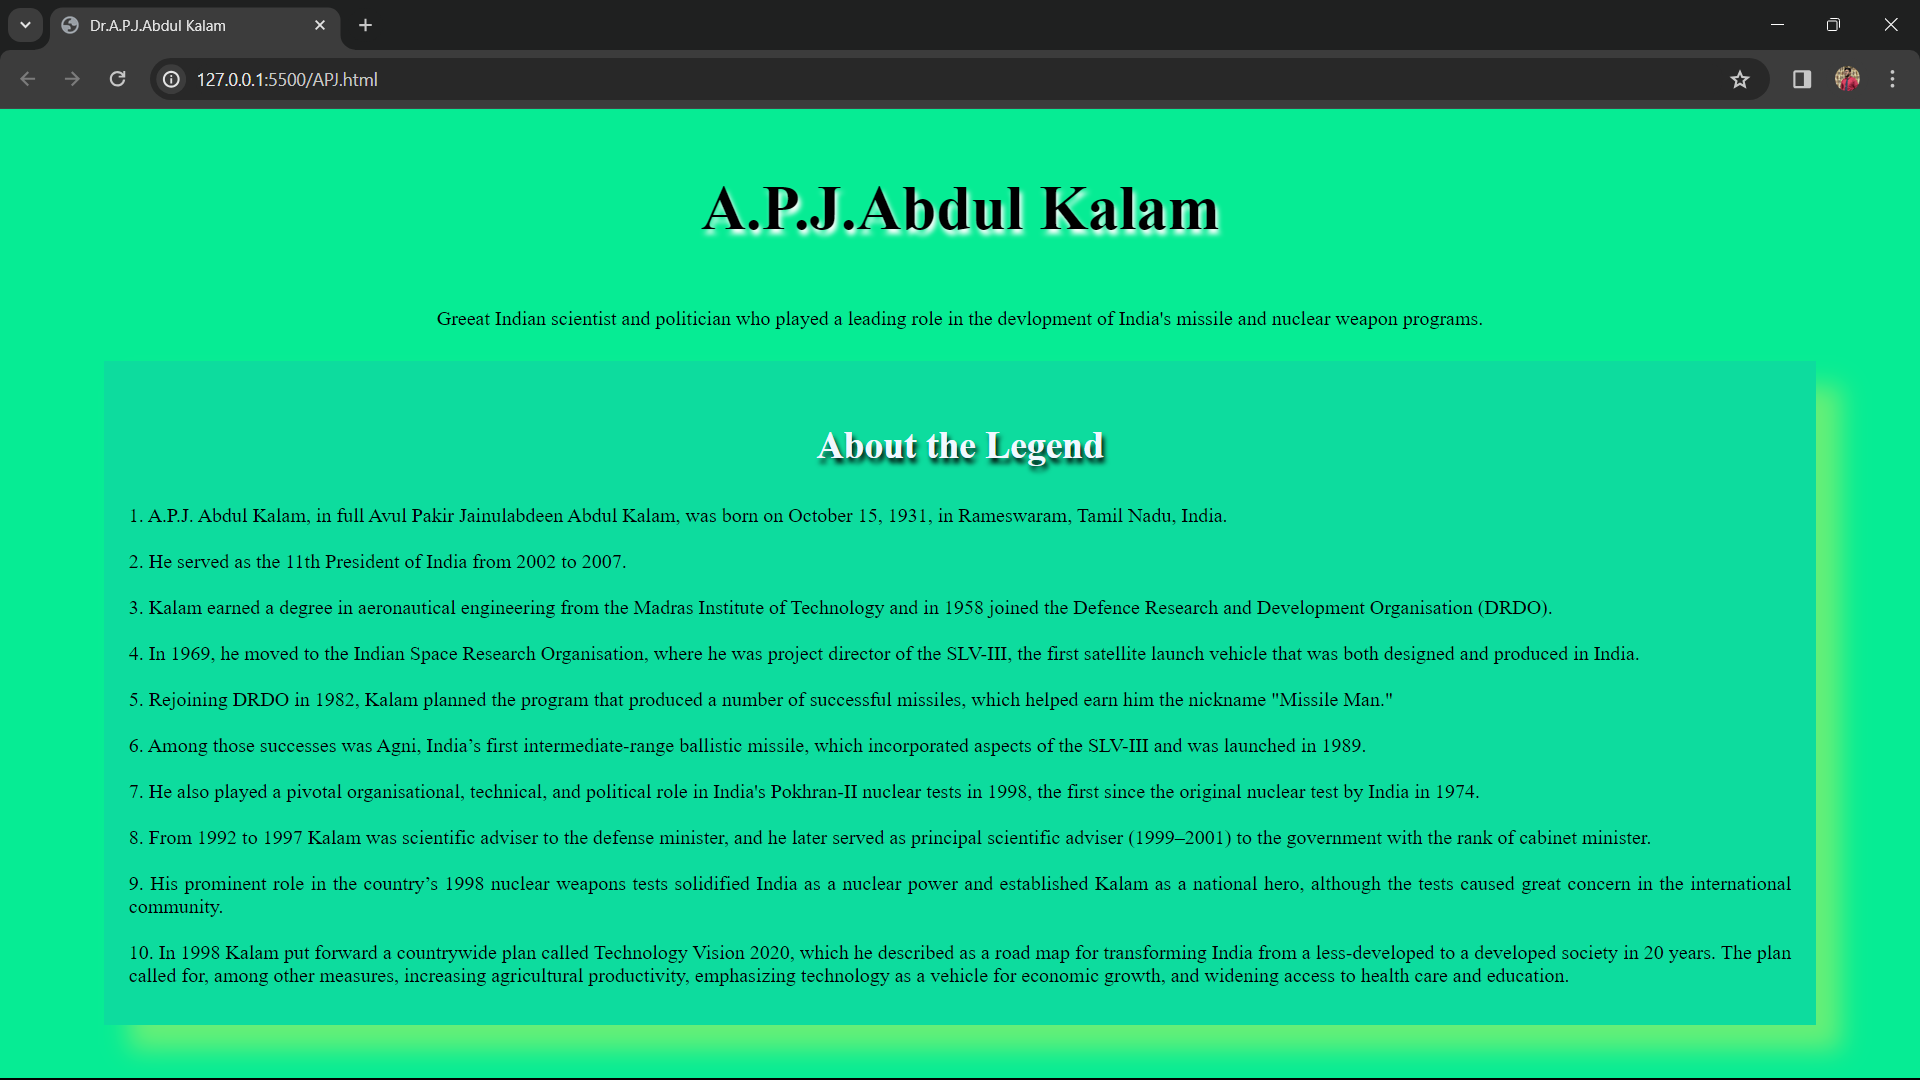 Dr.A.P.J.Abdul Kalam
127.0.0.1:5500/APJ.html
A.P.J.Abdul Kalam
Greeat Indian scientist and politician who played a leading role in the devlopment of India's missile and nuclear weapon programs.
About the Legend
1. A.P.J. Abdul Kalam, in full Avul Pakir Jainulabdeen Abdul Kalam, was born on October 15, 1931, in Rameswaram, Tamil Nadu, India.
2. He served as the 11th President of India from 2002 to 2007.
3. Kalam earned a degree in aeronautical engineering from the Madras Institute of Technology and in 1958 joined the Defence Research and Development Organisation (DRDO).
4. In 1969, he moved to the Indian Space Research Organisation, where he was project director of the SLV-III, the first satellite launch vehicle that was both designed and produced in India.
5. Rejoining DRDO in 1982, Kalam planned the program that produced a number of successful missiles, which helped earn him the nickname "Missile Man."
6. Among those successes was Agni, India’s first intermediate-range ballistic missile, which incorporated aspects of the SLV-III and was launched in 1989.
7. He also played a pivotal organisational, technical, and political role in India's Pokhran-II nuclear tests in 1998, the first since the original nuclear test by India in 1974.
8. From 1992 to 1997 Kalam was scientific adviser to the defense minister, and he later served as principal scientific adviser (1999–2001) to the government with the rank of cabinet minister.
9. His prominent role in the country’s 1998 nuclear weapons tests solidified India as a nuclear power and established Kalam as a national hero, although the tests caused great concern in the international
community.
10. In 1998 Kalam put forward a countrywide plan called Technology Vision 2020, which he described as a road map for transforming India from a less-developed to a developed society in 20 years. The plan
called for, among other measures, increasing agricultural productivity, emphasizing technology as a vehicle for economic growth, and widening access to health care and education.